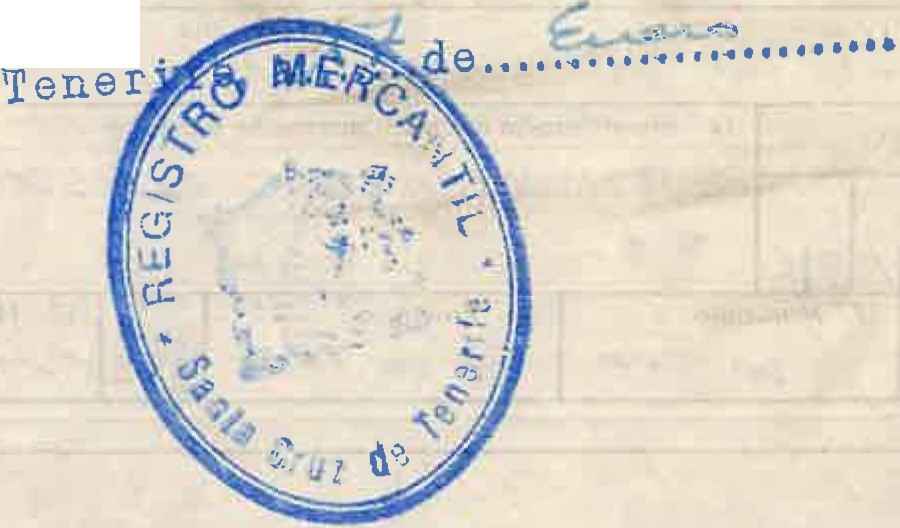 Tenerife de Enero
REGISTRO MERCANTIL
Santa Cruz de Tenerife